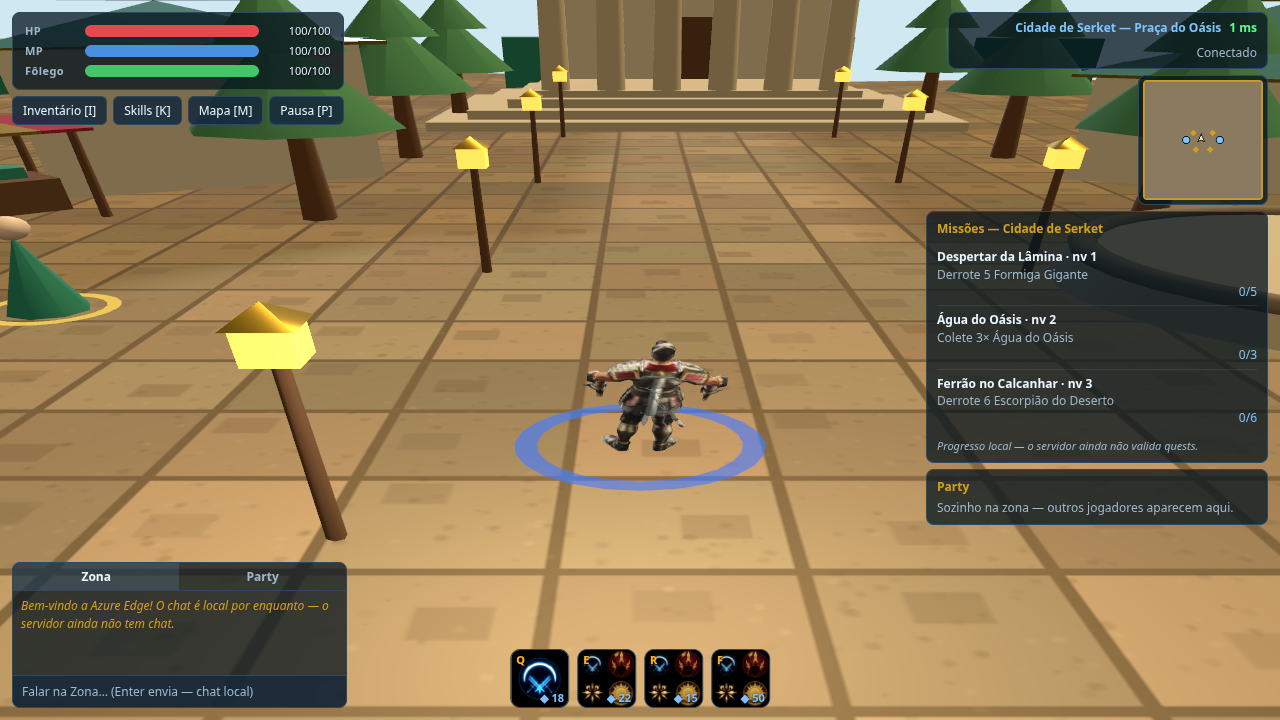 HP 100/100
MP 100/100
Fôlego 100/100
Inventário [I] Skills [K] Mapa [M] Pausa [P]
Cidade de Serket — Praça do Oásis 1 ms
Conectado
Missões — Cidade de Serket
Despertar da Lâmina · nv 1
Derrote 5 Formiga Gigante
0/5
Água do Oásis · nv 2
Colete 3× Água do Oásis
0/3
Ferrão no Calcanhar · nv 3
Derrote 6 Escorpião do Deserto
0/6
Progresso local — o servidor ainda não valida quests.
Party
Sozinho na zona — outros jogadores aparecem aqui.
Zona Party
Bem-vindo a Azure Edge! O chat é local por enquanto — o
servidor ainda não tem chat.
Falar na Zona... (Enter envia — chat local)
Q E R F
18 22 15 50